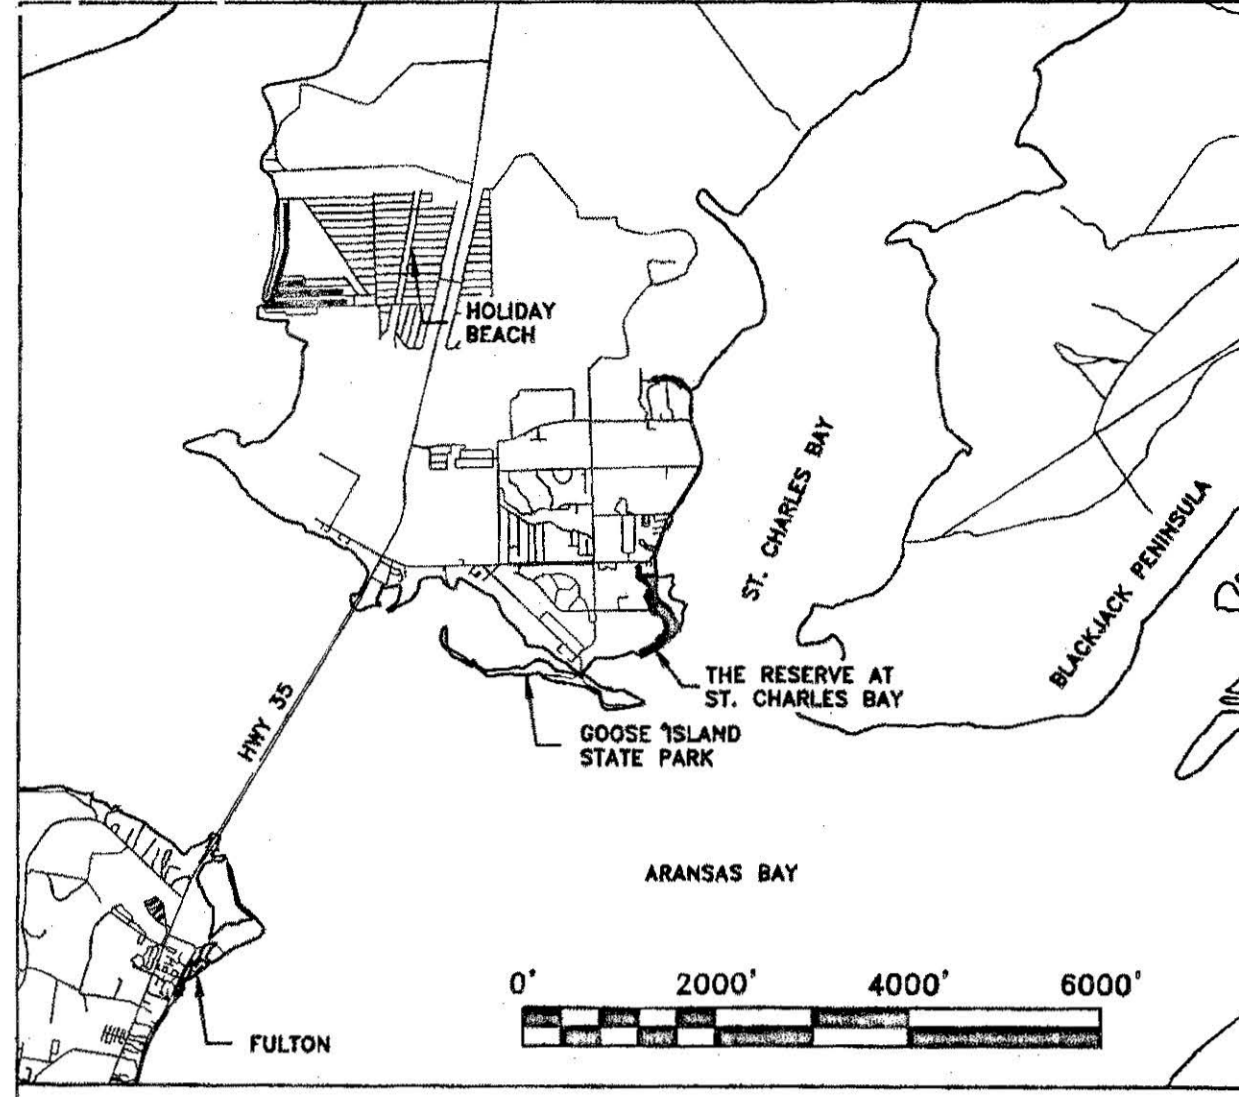 HOLIDAY
BEACH
ST. CHARLES BAY
BLACKJACK PENINSULA
THE RESERVE AT
ST. CHARLES BAY
HWY 35
GOOSE ISLAND
STATE PARK
ARANSAS BAY
0' 2000' 4000' 6000'
FULTON